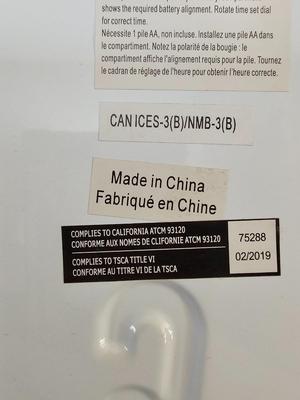 shows the required battery alignment. Rotate time set dial
for correct time.
Nécessite 1 pile AA, non incluse. Installez une pile AA dans
le compartiment. Notez la polarité de la bougie : le
compartiment affiche l'alignement requis pour la pile. Tournez
le cadran de réglage de l'heure pour obtenir l'heure correcte.
CAN ICES-3(B)/NMB-3(B)
Made in China
Fabriqué en Chine
COMPLIES TO CALIFORNIA ATCM 93120
CONFORME AUX NOMES DE CLIFORNIE ATCM 93120
COMPLIES TO TSCA TITLE VI
CONFORME AU TITRE VI DE LA TSCA
75288
02/2019